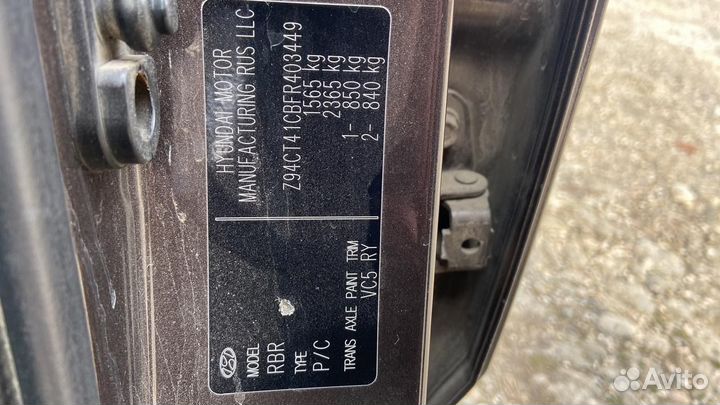 HYUNDAI MOTOR
MANUFACTURING RUS LLC
Z94CT41CBFR403449
1565 kg
2365 kg
1- 850 kg
2- 840 kg
MODEL
RBR
TYPE
P/C
TRANS AXLE PAINT TRIM
VC5 RY
Avito